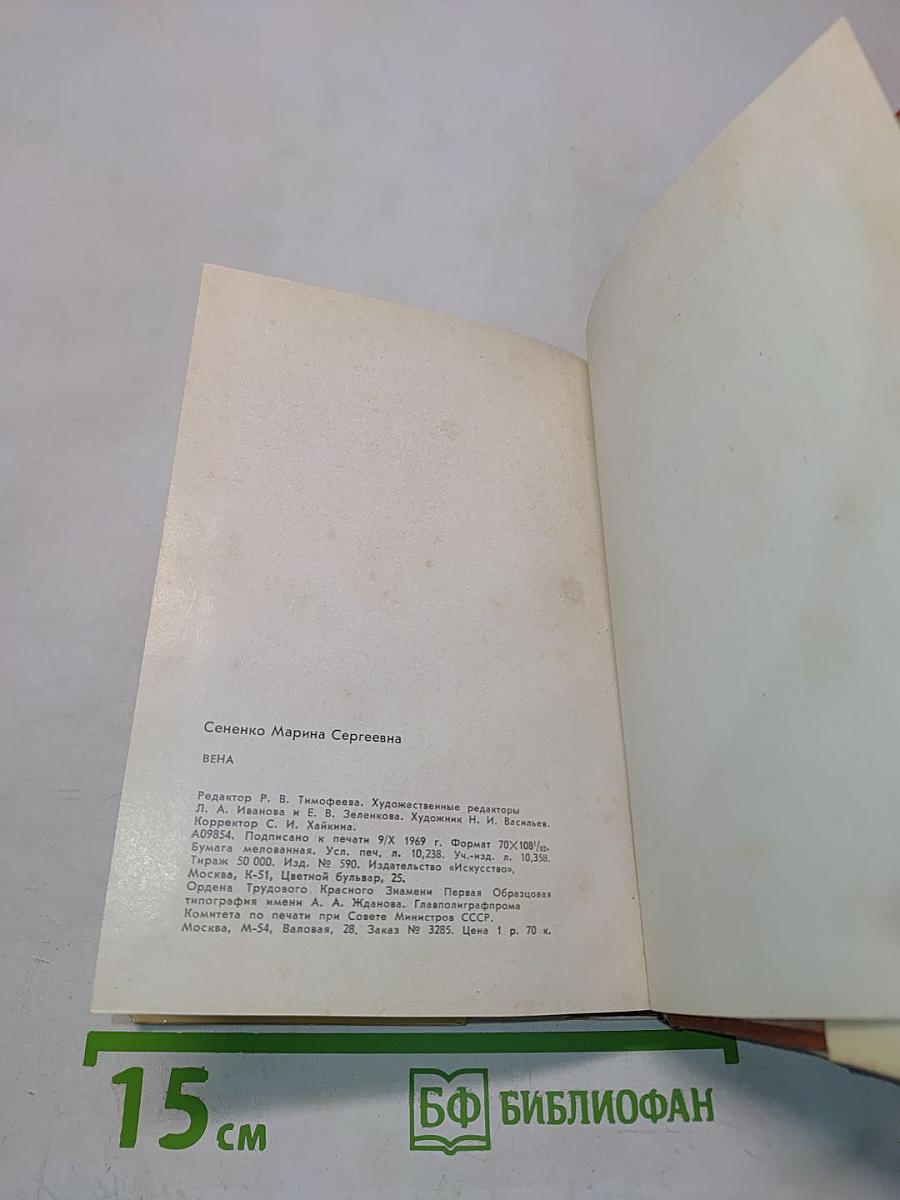 Сененко Марина Сергеевна
ВЕНА
Редактор Р. В. Тимофеева. Художественные редакторы
Л. А. Иванова и Е. В. Зеленкова. Художник Н. И. Васильев.
Корректор С. И. Хайкина.
А09854. Подписано к печати 9/X 1969 г. Формат 70×108¹/₃₂.
Бумага мелованная. Усл. печ. л. 10,238. Уч.-изд. л. 10,358.
Тираж 50 000. Изд. № 590. Издательство «Искусство»,
Москва, К-51, Цветной бульвар, 25.
Ордена Трудового Красного Знамени Первая Образцовая
типография имени А. А. Жданова. Главполиграфпрома
Комитета по печати при Совете Министров СССР.
Москва, М-54, Валовая, 28. Заказ № 3285. Цена 1 р. 70 к.
15 см
БФ БИБЛИОФАН